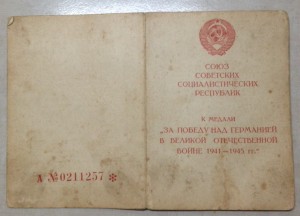 А №0211257 *
СОЮЗ
СОВЕТСКИХ
СОЦИАЛИСТИЧЕСКИХ
РЕСПУБЛИК
К МЕДАЛИ
„ЗА ПОБЕДУ НАД ГЕРМАНИЕЙ
В ВЕЛИКОЙ ОТЕЧЕСТВЕННОЙ
ВОЙНЕ 1941—1945 гг.“